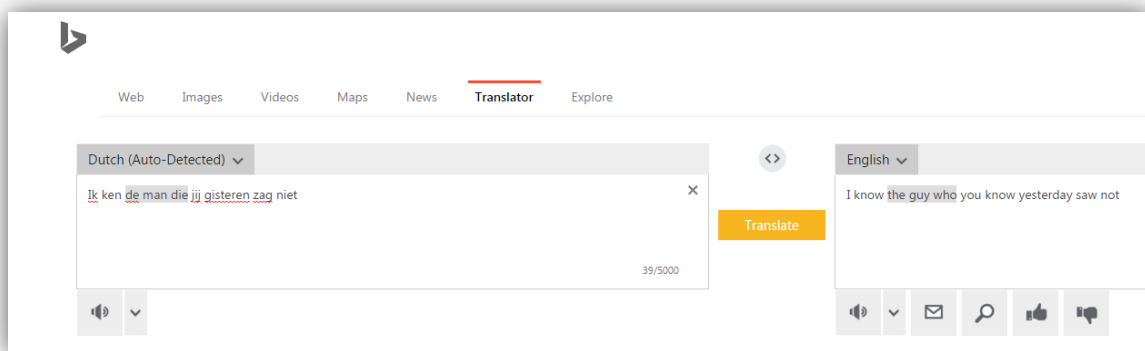 Web Images Videos Maps News Translator Explore
Dutch (Auto-Detected) English
Ik ken de man die jij gisteren zag niet
I know the guy who you know yesterday saw not
Translate
39/5000